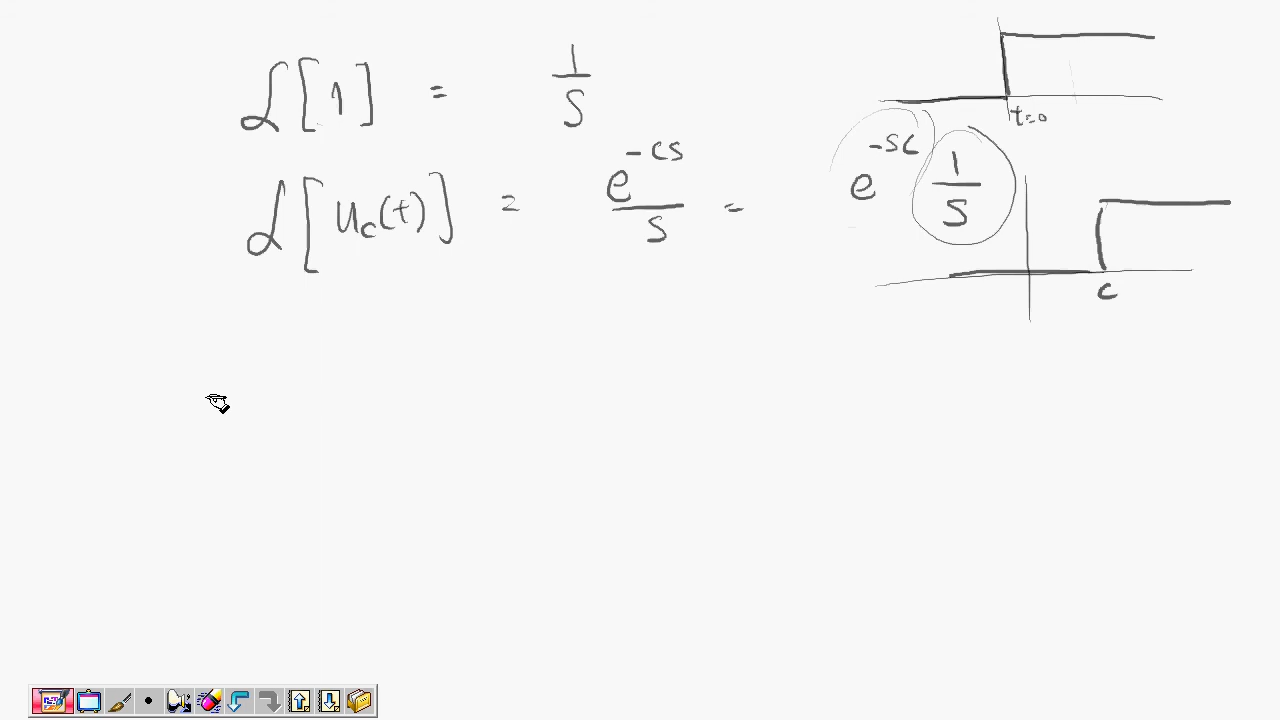 ℒ[1] = 1/s
t=0
ℒ[u_c(t)] = e^{-cs}/s = e^{-sc} 1/s
c